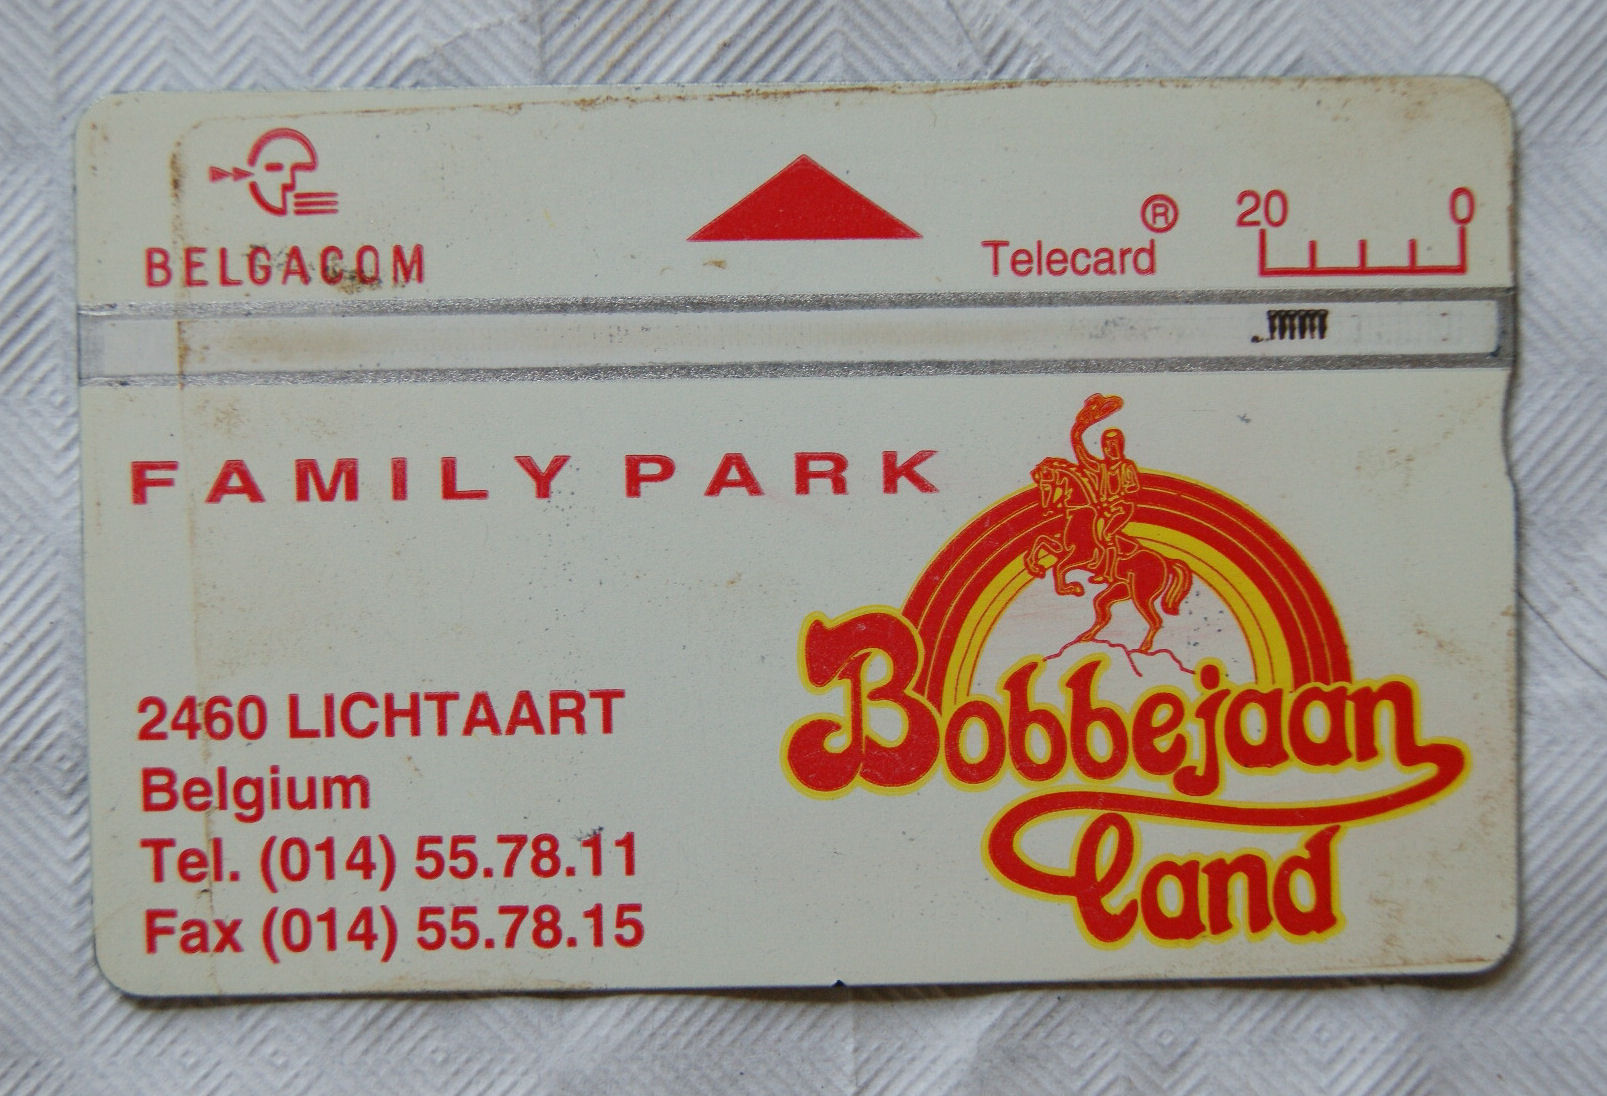 BELGACOM
Telecard®
20 0
FAMILY PARK
Bobbejaan
land
2460 LICHTAART
Belgium
Tel. (014) 55.78.11
Fax (014) 55.78.15